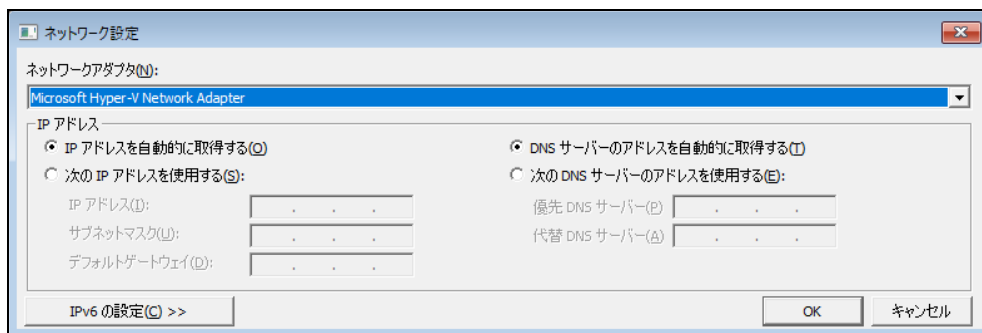 ネットワーク設定
ネットワークアダプタ(N):
Microsoft Hyper-V Network Adapter
IP アドレス
IP アドレスを自動的に取得する(O)
次の IP アドレスを使用する(S):
IP アドレス(I):
サブネットマスク(U):
デフォルトゲートウェイ(D):
DNS サーバーのアドレスを自動的に取得する(T)
次の DNS サーバーのアドレスを使用する(E):
優先 DNS サーバー(P)
代替 DNS サーバー(A)
IPv6 の設定(C) >>
OK
キャンセル